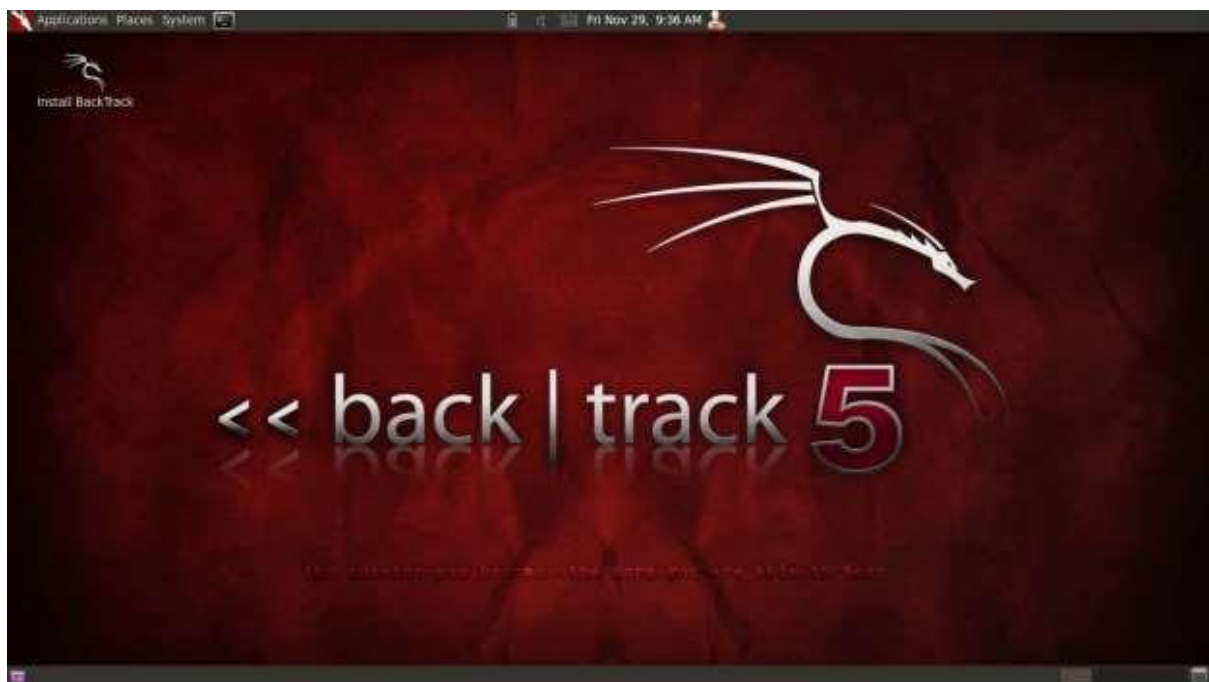 Applications Places System Fri Nov 29, 9:36 AM
Install BackTrack
<< back | track 5